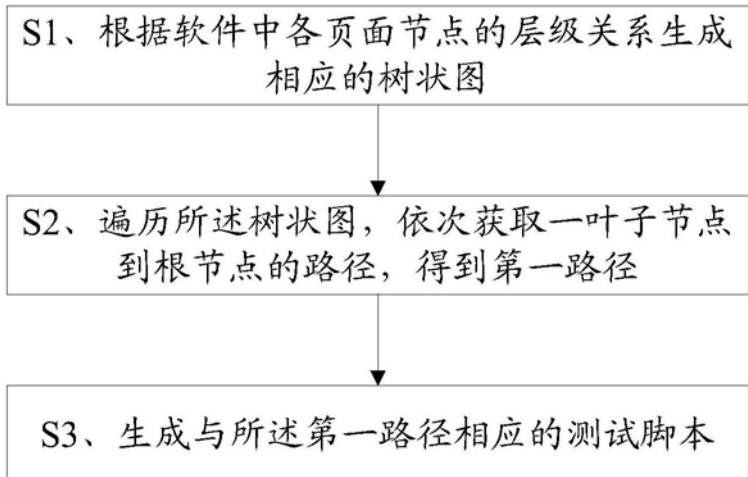 S1、根据软件中各页面节点的层级关系生成
相应的树状图
S2、遍历所述树状图，依次获取一叶子节点
到根节点的路径，得到第一路径
S3、生成与所述第一路径相应的测试脚本